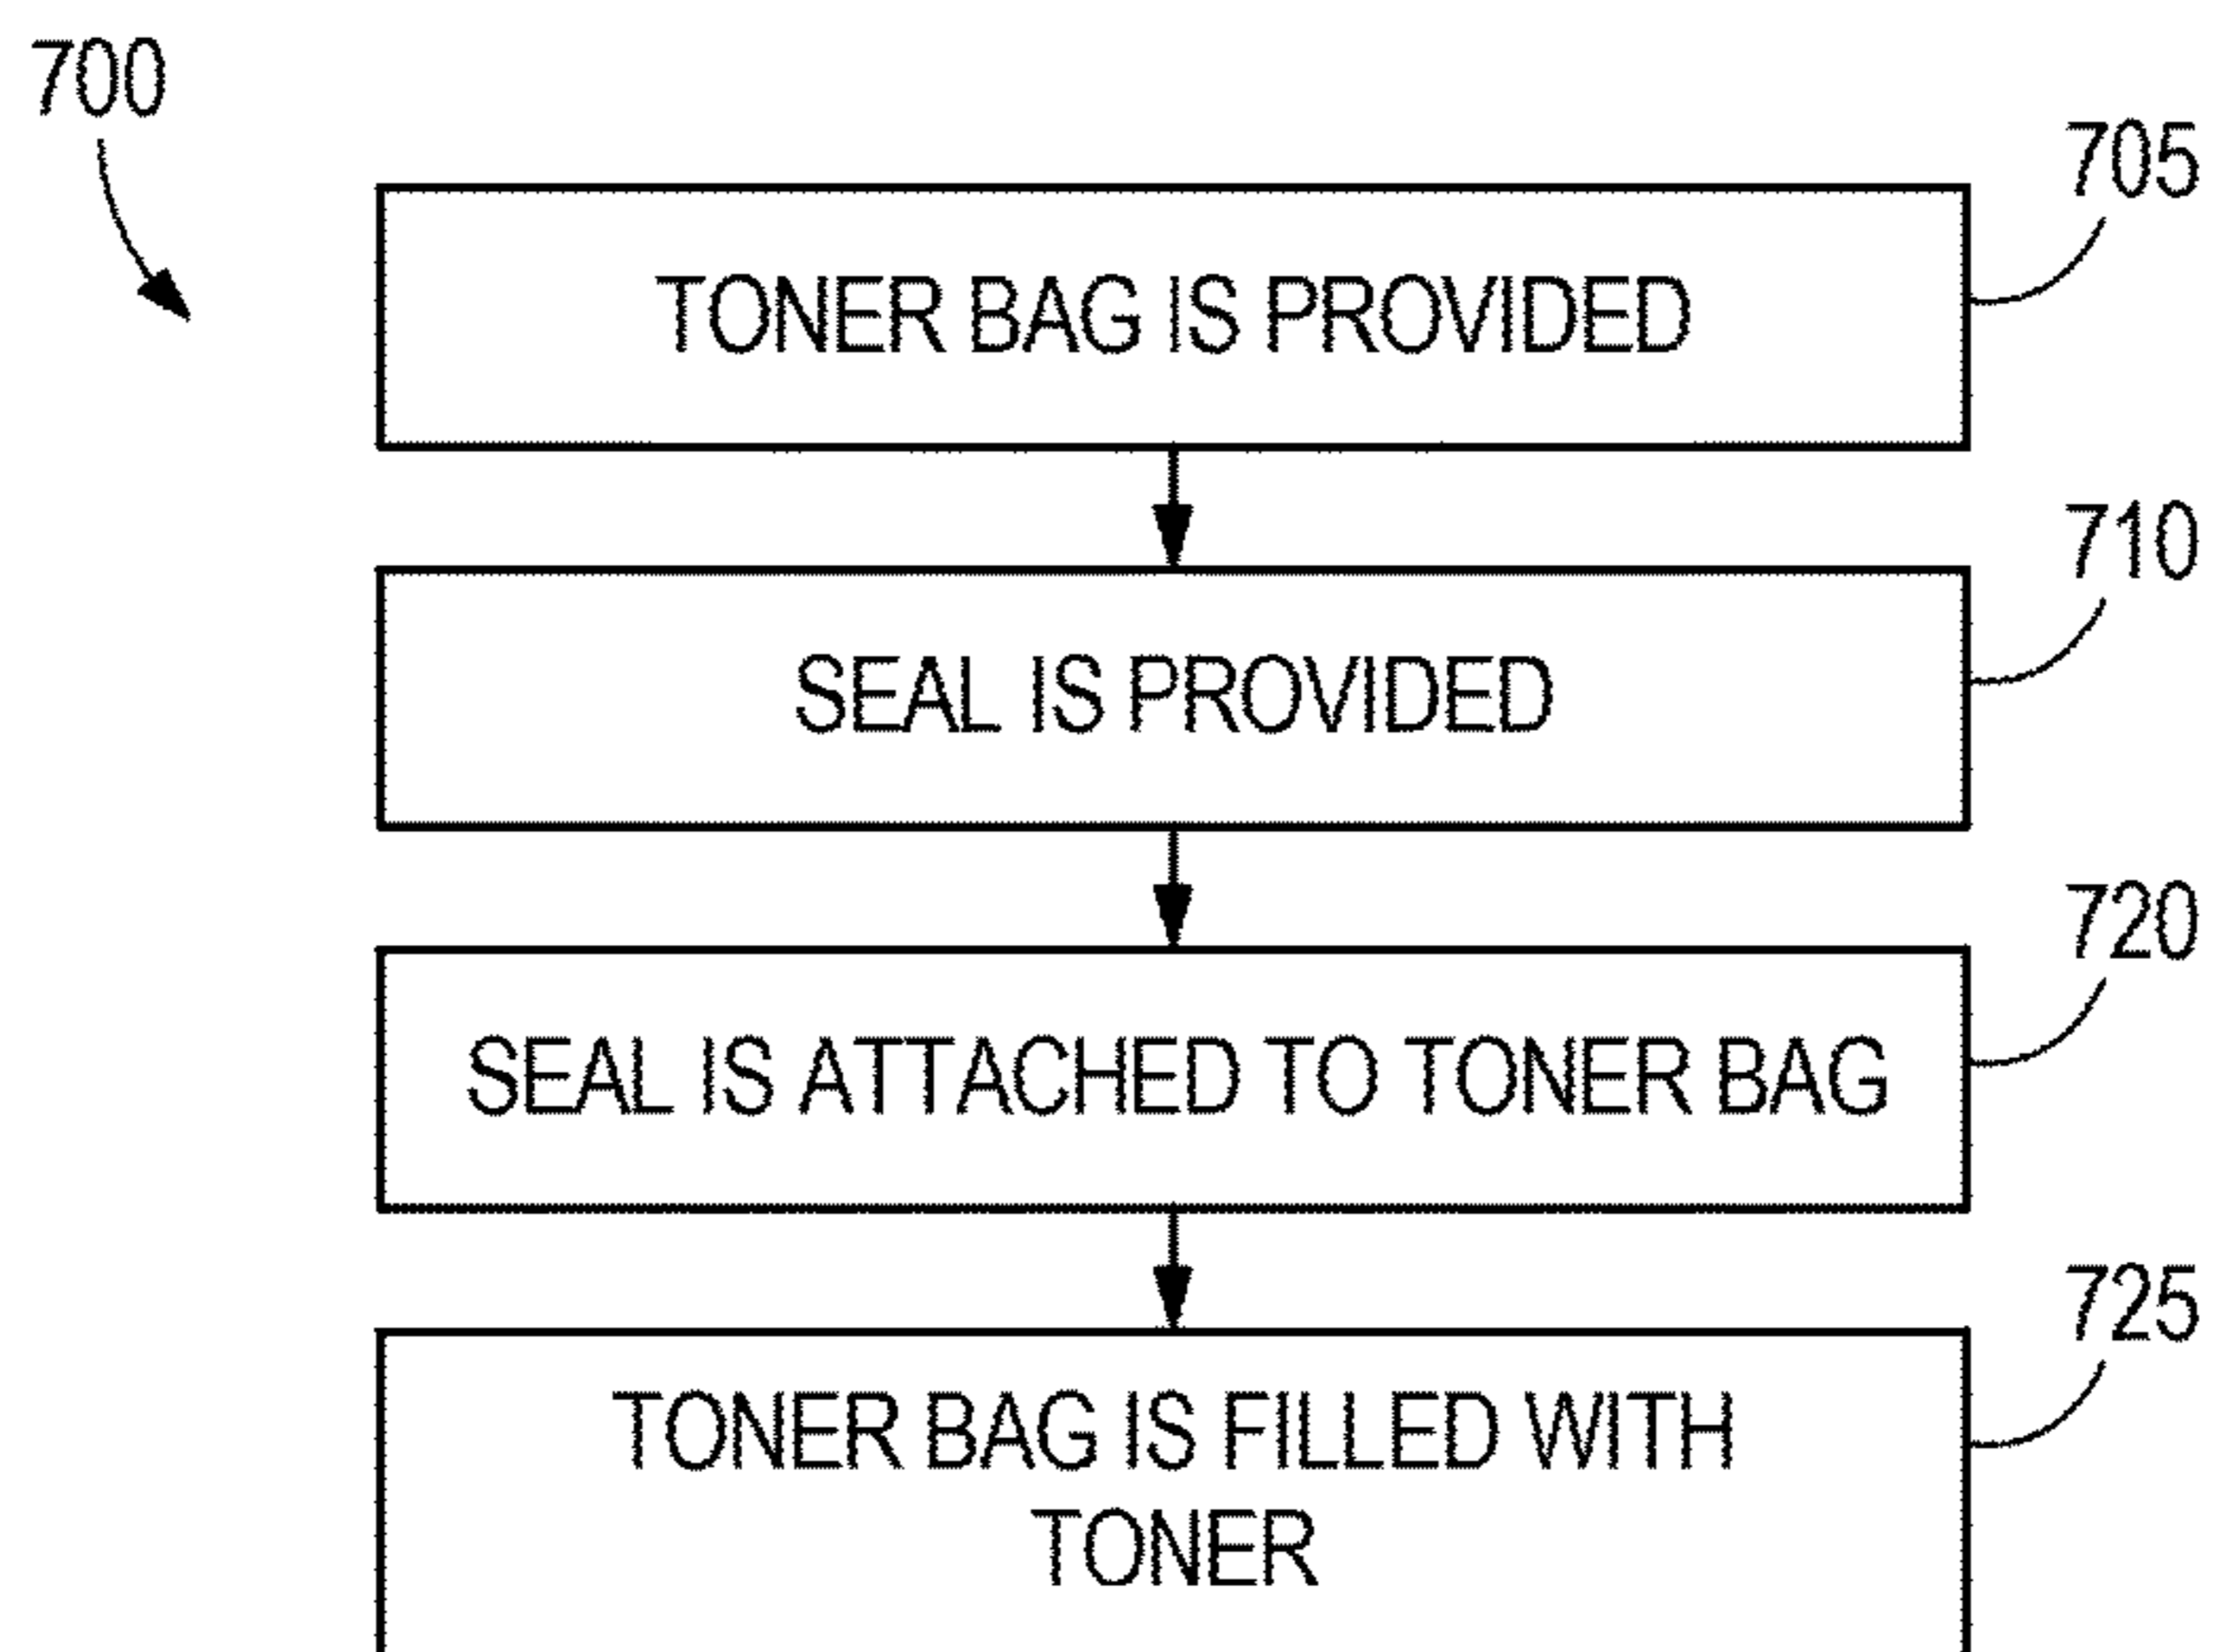 700
705
TONER BAG IS PROVIDED
710
SEAL IS PROVIDED
720
SEAL IS ATTACHED TO TONER BAG
725
TONER BAG IS FILLED WITH
TONER